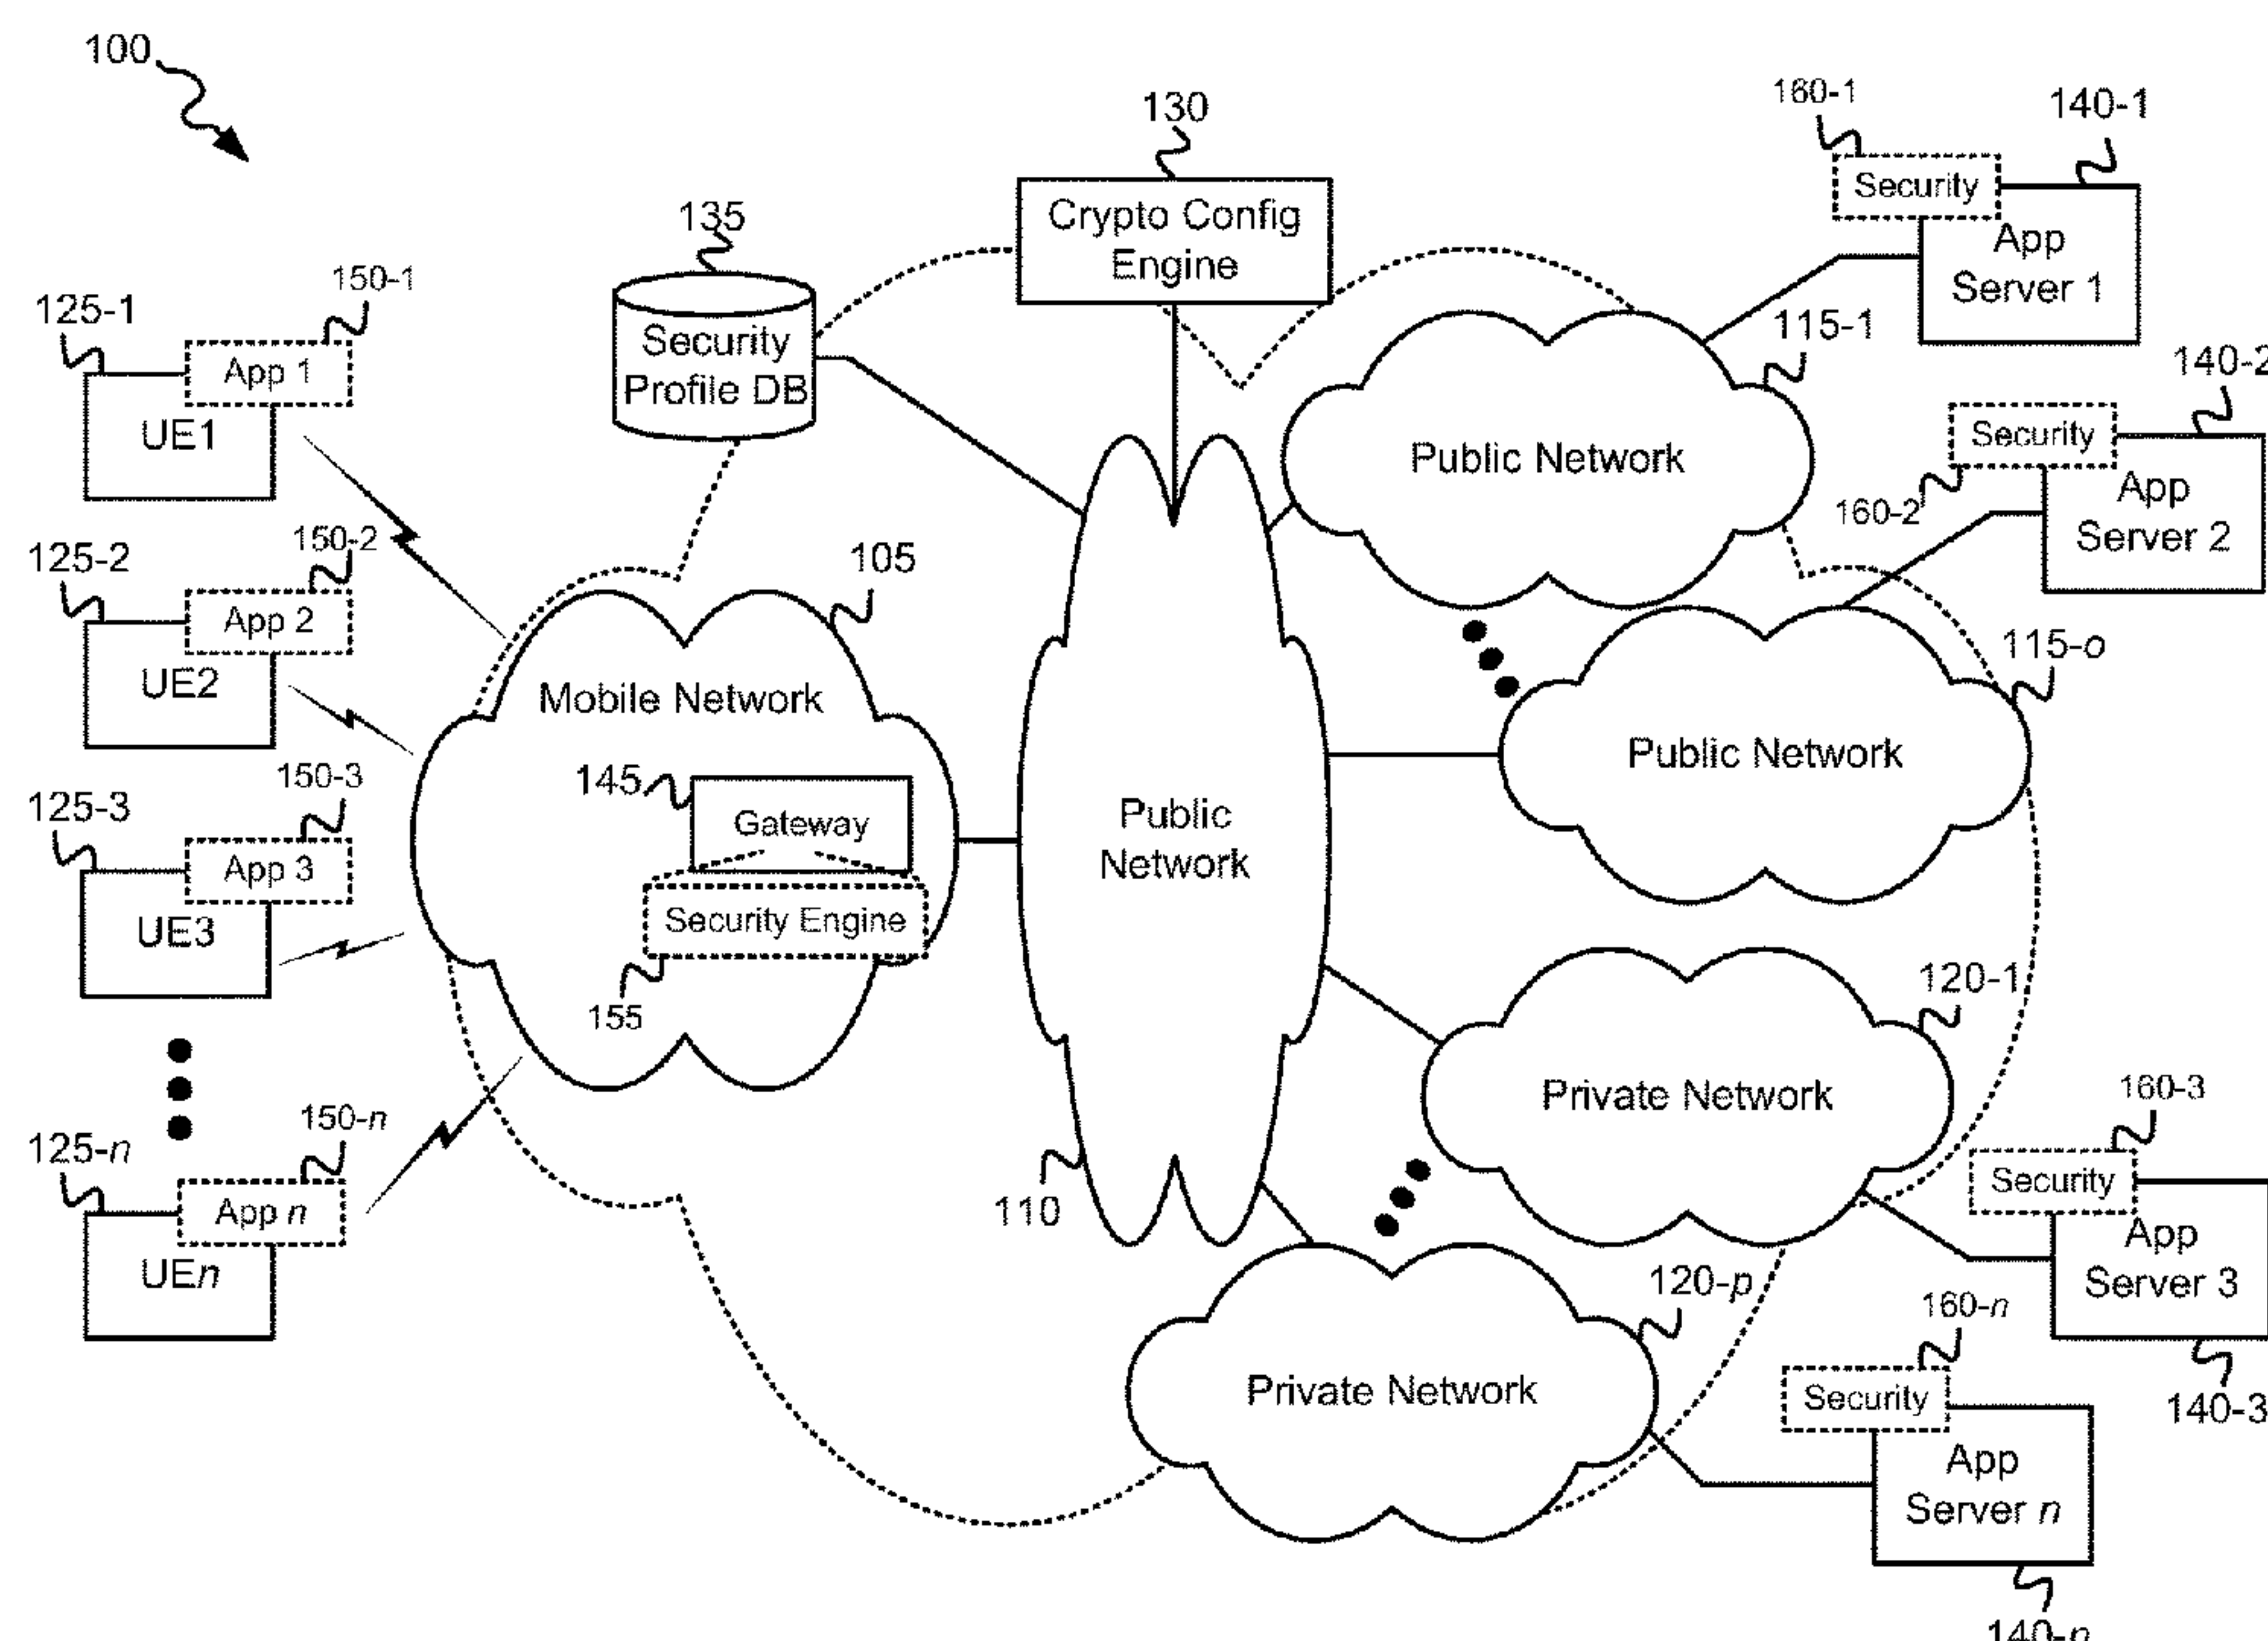 100
130
160-1
140-1
Security
App
Server 1
Crypto Config
Engine
135
Security
Profile DB
150-1
125-1
App 1
UE1
115-1
Public Network
140-2
Security
160-2
App
Server 2
150-2
125-2
App 2
UE2
105
Mobile Network
115-o
Public Network
150-3
125-3
App 3
UE3
145
Gateway
Security Engine
155
Public
Network
110
120-1
Private Network
160-3
Security
App
Server 3
140-3
150-n
125-n
App n
UEn
120-p
Private Network
160-n
Security
App
Server n
140-n